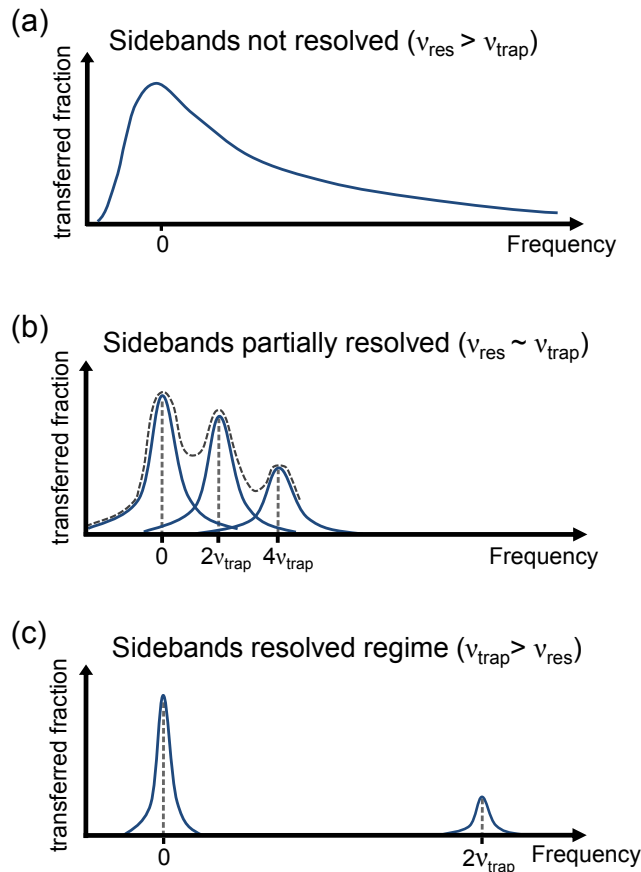 (a)
Sidebands not resolved (νres > νtrap)
transferred fraction
0
Frequency
(b)
Sidebands partially resolved (νres ~ νtrap)
transferred fraction
0
2νtrap
4νtrap
Frequency
(c)
Sidebands resolved regime (νtrap> νres)
transferred fraction
0
2νtrap
Frequency